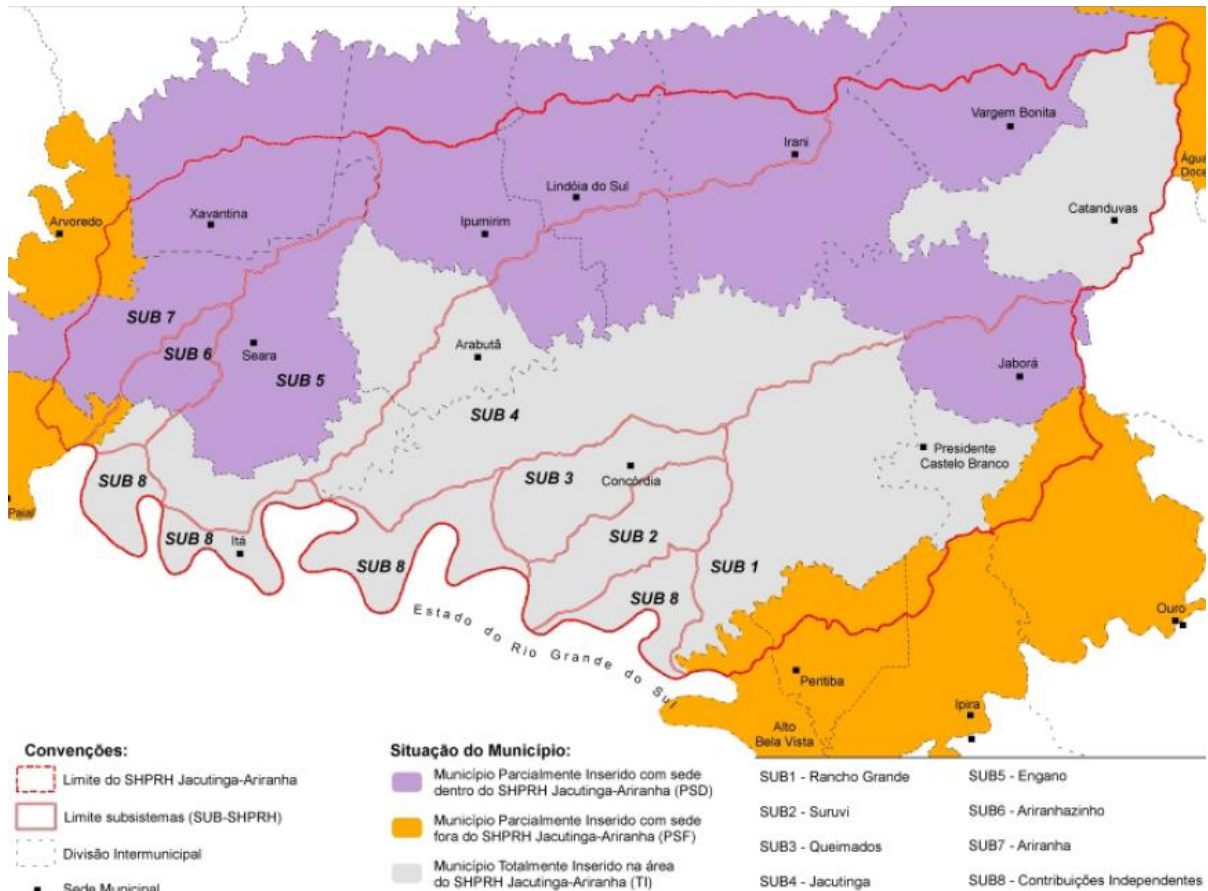 Vargem Bonita
Irani
Água
Doce
Lindóia do Sul
Xavantina
Catanduvas
Arvoredo
Ipumirim
SUB 7
SUB 6
Seara
Arabutã
SUB 5
Jaborá
SUB 4
Presidente
Castelo Branco
SUB 3
Concórdia
SUB 8
Paial
SUB 8
Itá
SUB 2
SUB 8
SUB 1
SUB 8
Estado do Rio Grande do Sul
Ouro
Peritiba
Ipira
Alto
Bela Vista
Convenções:
Limite do SHPRH Jacutinga-Ariranha
Limite subsistemas (SUB-SHPRH)
Divisão Intermunicipal
Sede Municipal
Situação do Município:
Município Parcialmente Inserido com sede
dentro do SHPRH Jacutinga-Ariranha (PSD)
Município Parcialmente Inserido com sede
fora do SHPRH Jacutinga-Ariranha (PSF)
Município Totalmente Inserido na área
do SHPRH Jacutinga-Ariranha (TI)
SUB1 - Rancho Grande
SUB2 - Suruvi
SUB3 - Queimados
SUB4 - Jacutinga
SUB5 - Engano
SUB6 - Ariranhazinho
SUB7 - Ariranha
SUB8 - Contribuições Independentes